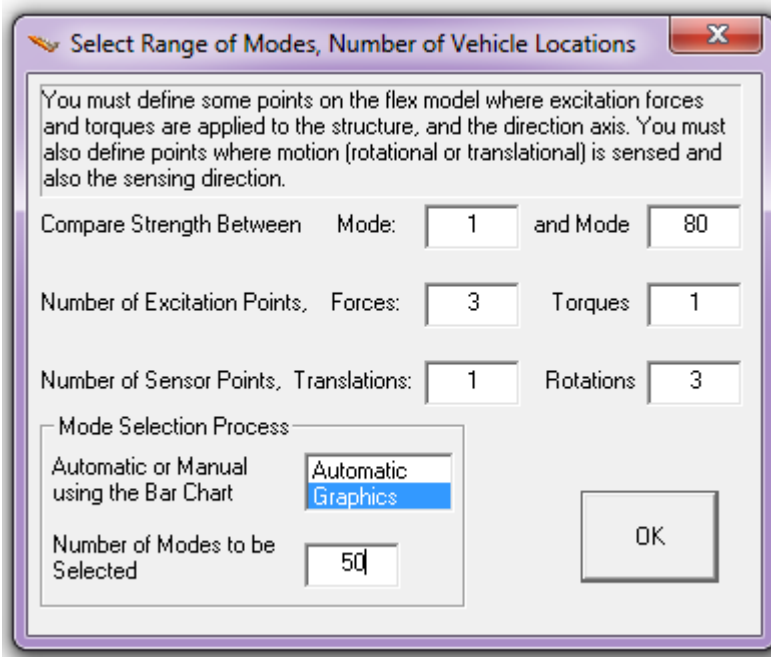 Select Range of Modes, Number of Vehicle Locations
You must define some points on the flex model where excitation forces
and torques are applied to the structure, and the direction axis. You must
also define points where motion (rotational or translational) is sensed and
also the sensing direction.
Compare Strength Between Mode: 1 and Mode 80
Number of Excitation Points, Forces: 3 Torques 1
Number of Sensor Points, Translations: 1 Rotations 3
Mode Selection Process
Automatic or Manual
using the Bar Chart
Automatic
Graphics
Number of Modes to be
Selected
50
OK